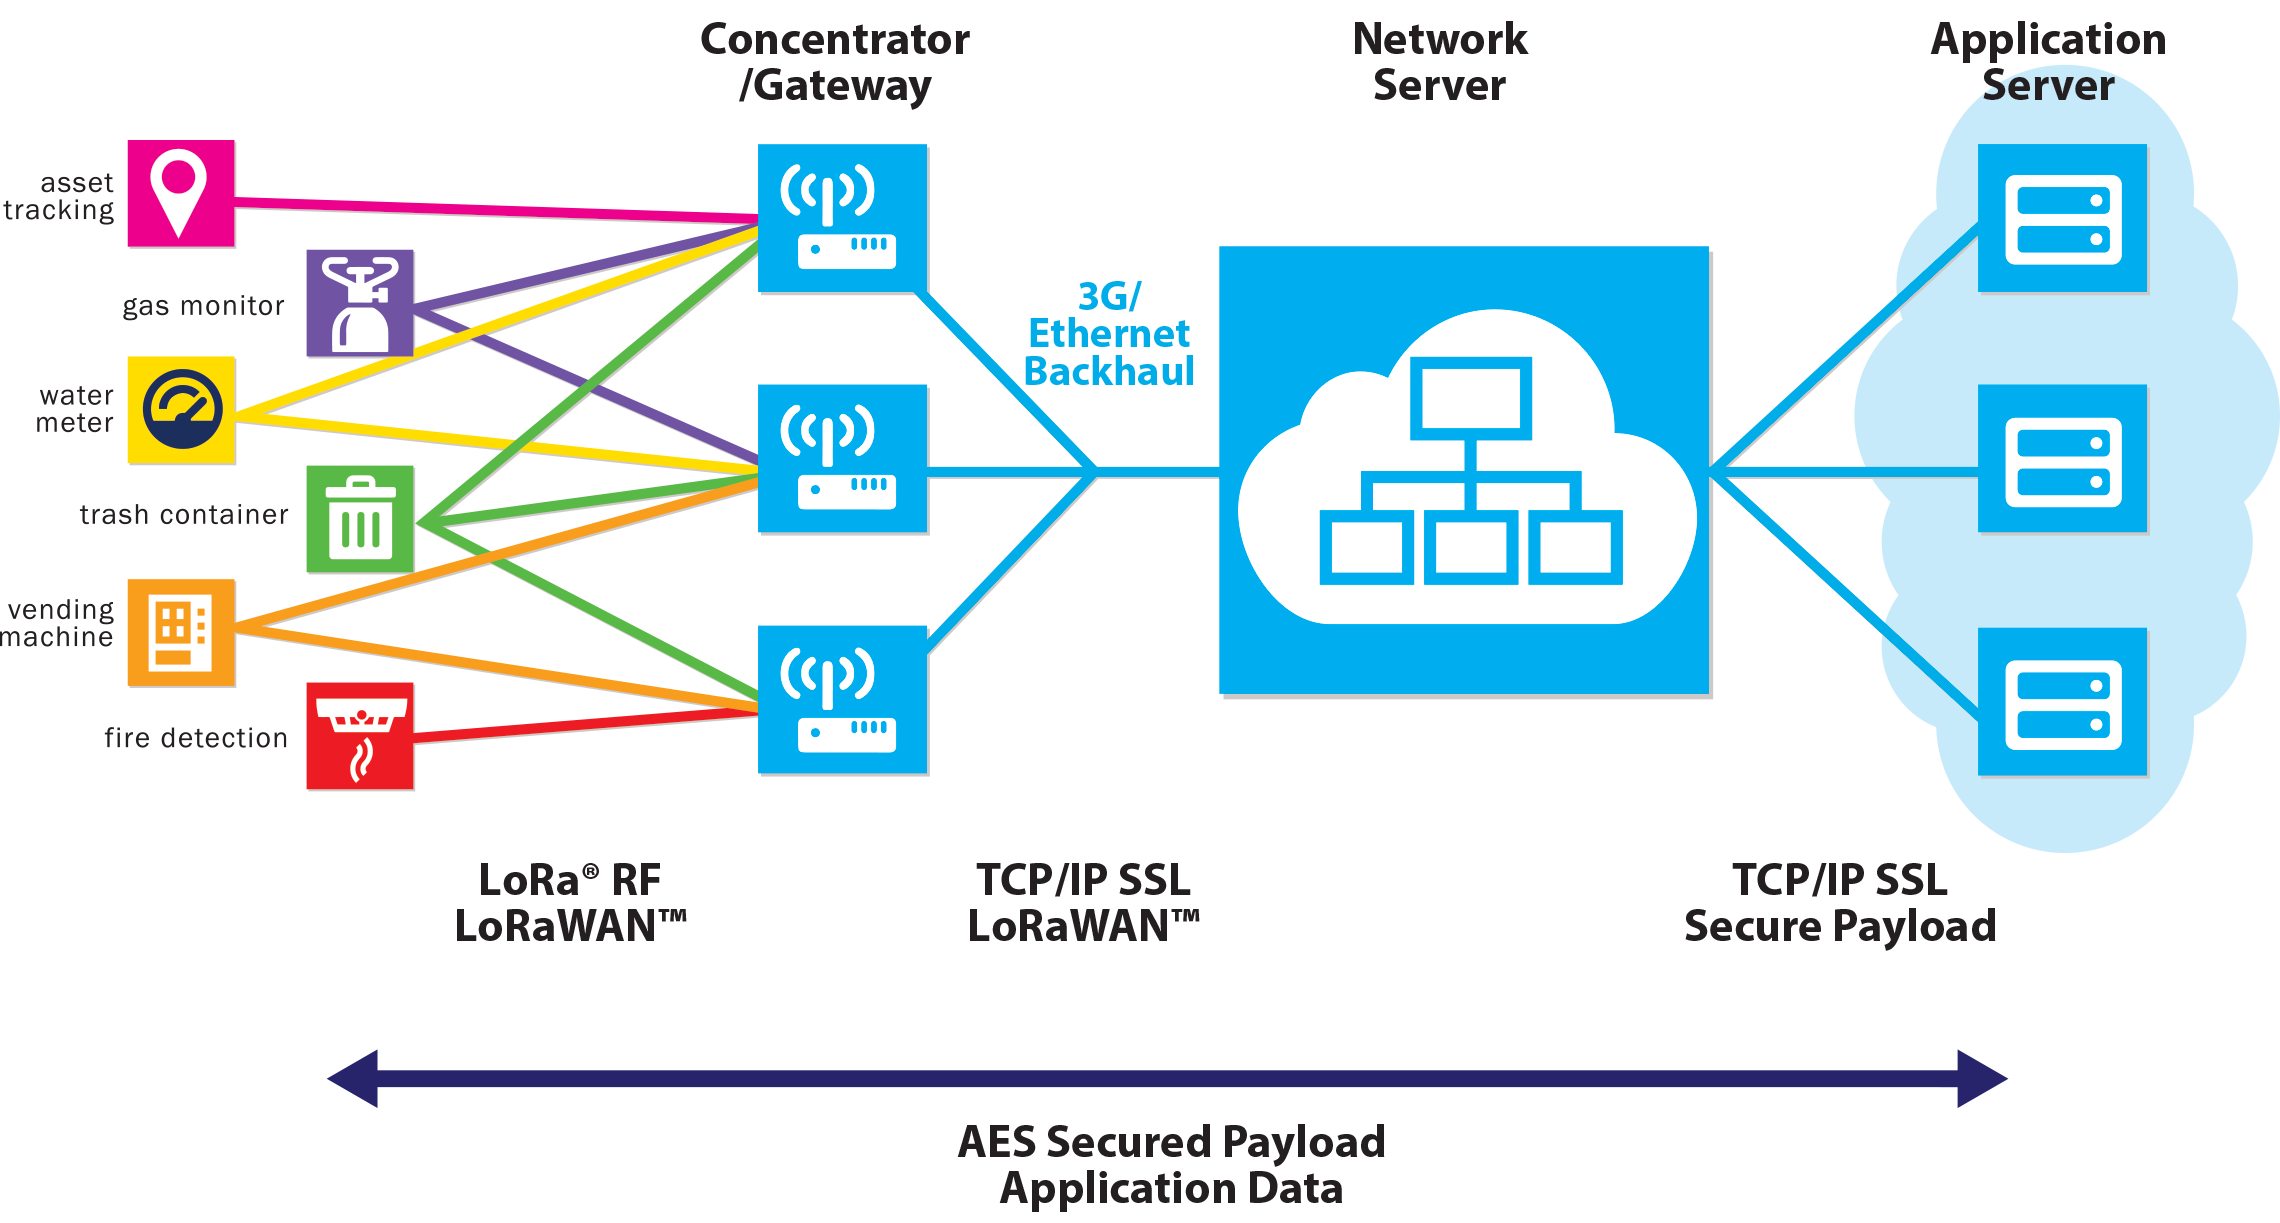 Concentrator
/Gateway
Network
Server
Application
Server
asset
tracking
gas monitor
water
meter
trash container
vending
machine
fire detection
3G/
Ethernet
Backhaul
LoRa® RF
LoRaWAN™
TCP/IP SSL
LoRaWAN™
TCP/IP SSL
Secure Payload
AES Secured Payload
Application Data